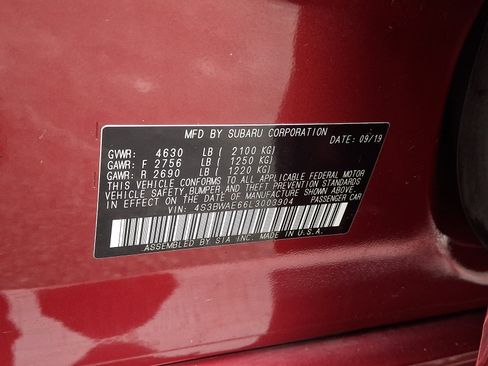 MFD BY SUBARU CORPORATION DATE: 09/19
GVWR: 4630 LB ( 2100 KG)
GAWR: F 2756 LB ( 1250 KG)
GAWR: R 2690 LB ( 1220 KG)
THIS VEHICLE CONFORMS TO ALL APPLICABLE FEDERAL MOTOR
VEHICLE SAFETY, BUMPER, AND THEFT PREVENTION STANDARDS
IN EFFECT ON THE DATE OF MANUFACTURE SHOWN ABOVE.
VIN: 4S3BWAE66L3003904 PASSENGER CAR
ASSEMBLED BY SIA INC. MADE IN U.S.A.